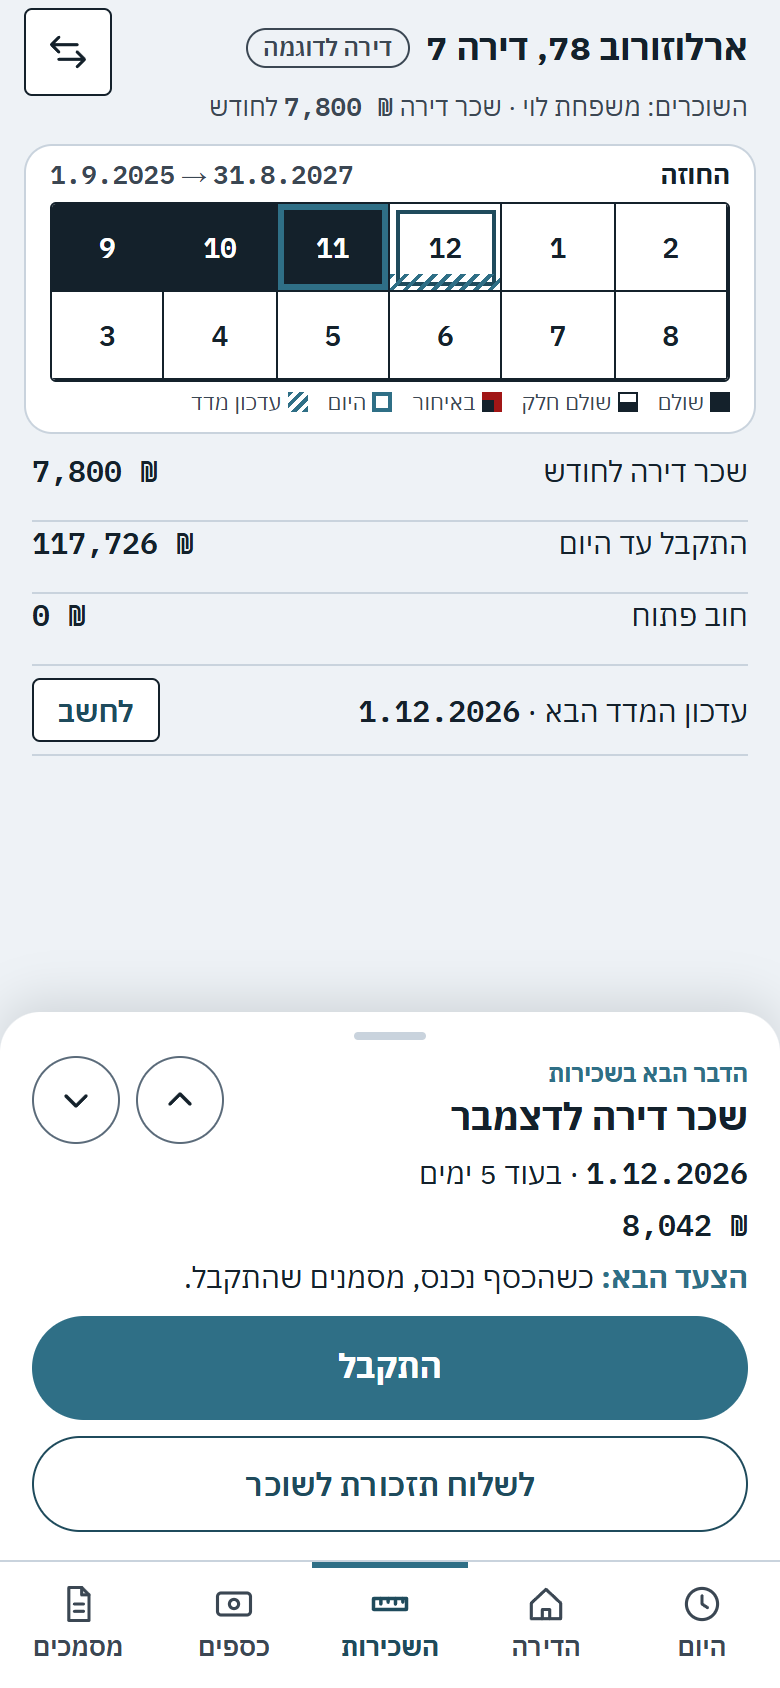 ארלוזורוב 78, דירה 7 דירה לדוגמה
השוכרים: משפחת לוי · שכר דירה ₪ 7,800 לחודש
החוזה 1.9.2025 → 31.8.2027
9 10 11 12 1 2
3 4 5 6 7 8
שולם שולם חלק באיחור היום עדכון מדד
שכר דירה לחודש ₪ 7,800
התקבל עד היום ₪ 117,726
חוב פתוח ₪ 0
עדכון המדד הבא · 1.12.2026 לחשב
הדבר הבא בשכירות
שכר דירה לדצמבר
1.12.2026 · בעוד 5 ימים
₪ 8,042
הצעד הבא: כשהכסף נכנס, מסמנים שהתקבל.
התקבל
לשלוח תזכורת לשוכר
היום הדירה השכירות כספים מסמכים